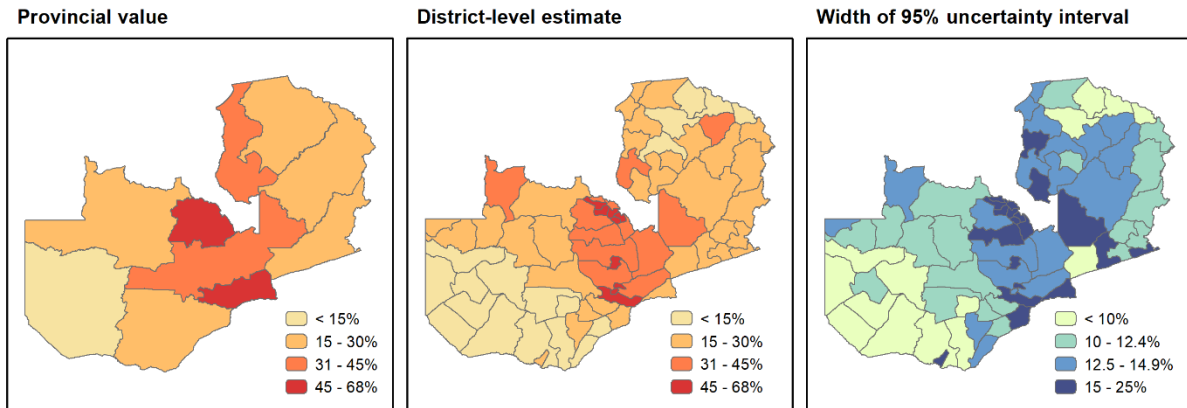 Provincial value
District-level estimate
Width of 95% uncertainty interval
< 15%
15 - 30%
31 - 45%
45 - 68%
< 15%
15 - 30%
31 - 45%
45 - 68%
< 10%
10 - 12.4%
12.5 - 14.9%
15 - 25%